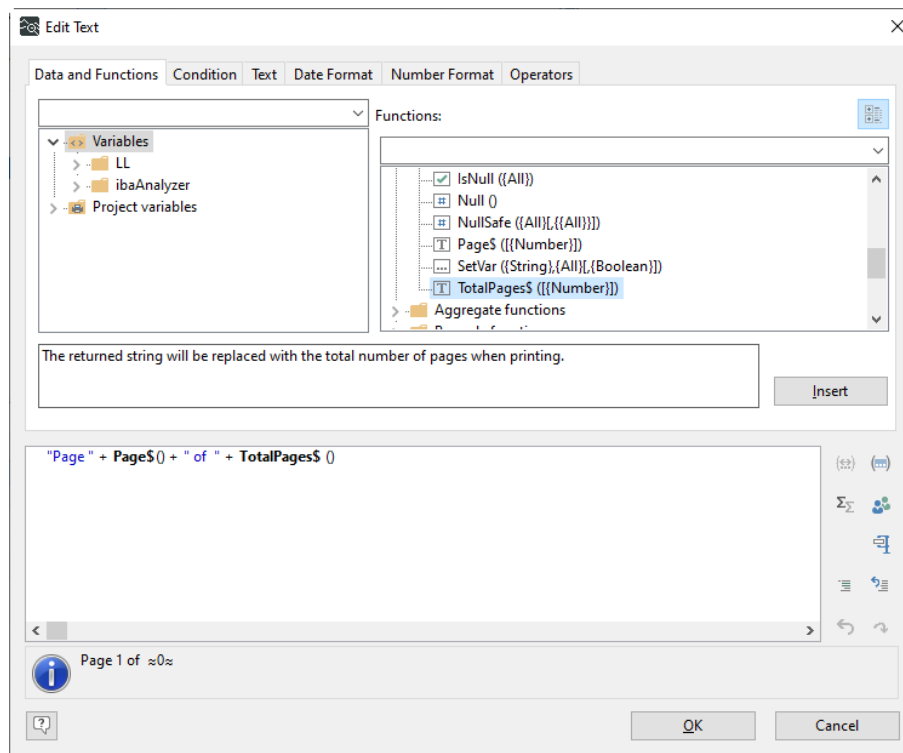 Edit Text
Data and Functions Condition Text Date Format Number Format Operators
Functions:
Variables
LL
ibaAnalyzer
Project variables
IsNull ({All})
Null ()
NullSafe ({All}[,{{All}}])
Page$ ([{Number}])
SetVar ({String},{All}[,{Boolean}])
TotalPages$ ([{Number}])
Aggregate functions
The returned string will be replaced with the total number of pages when printing.
Insert
"Page " + Page$() + " of " + TotalPages$ ()
Page 1 of ≈0≈
OK Cancel